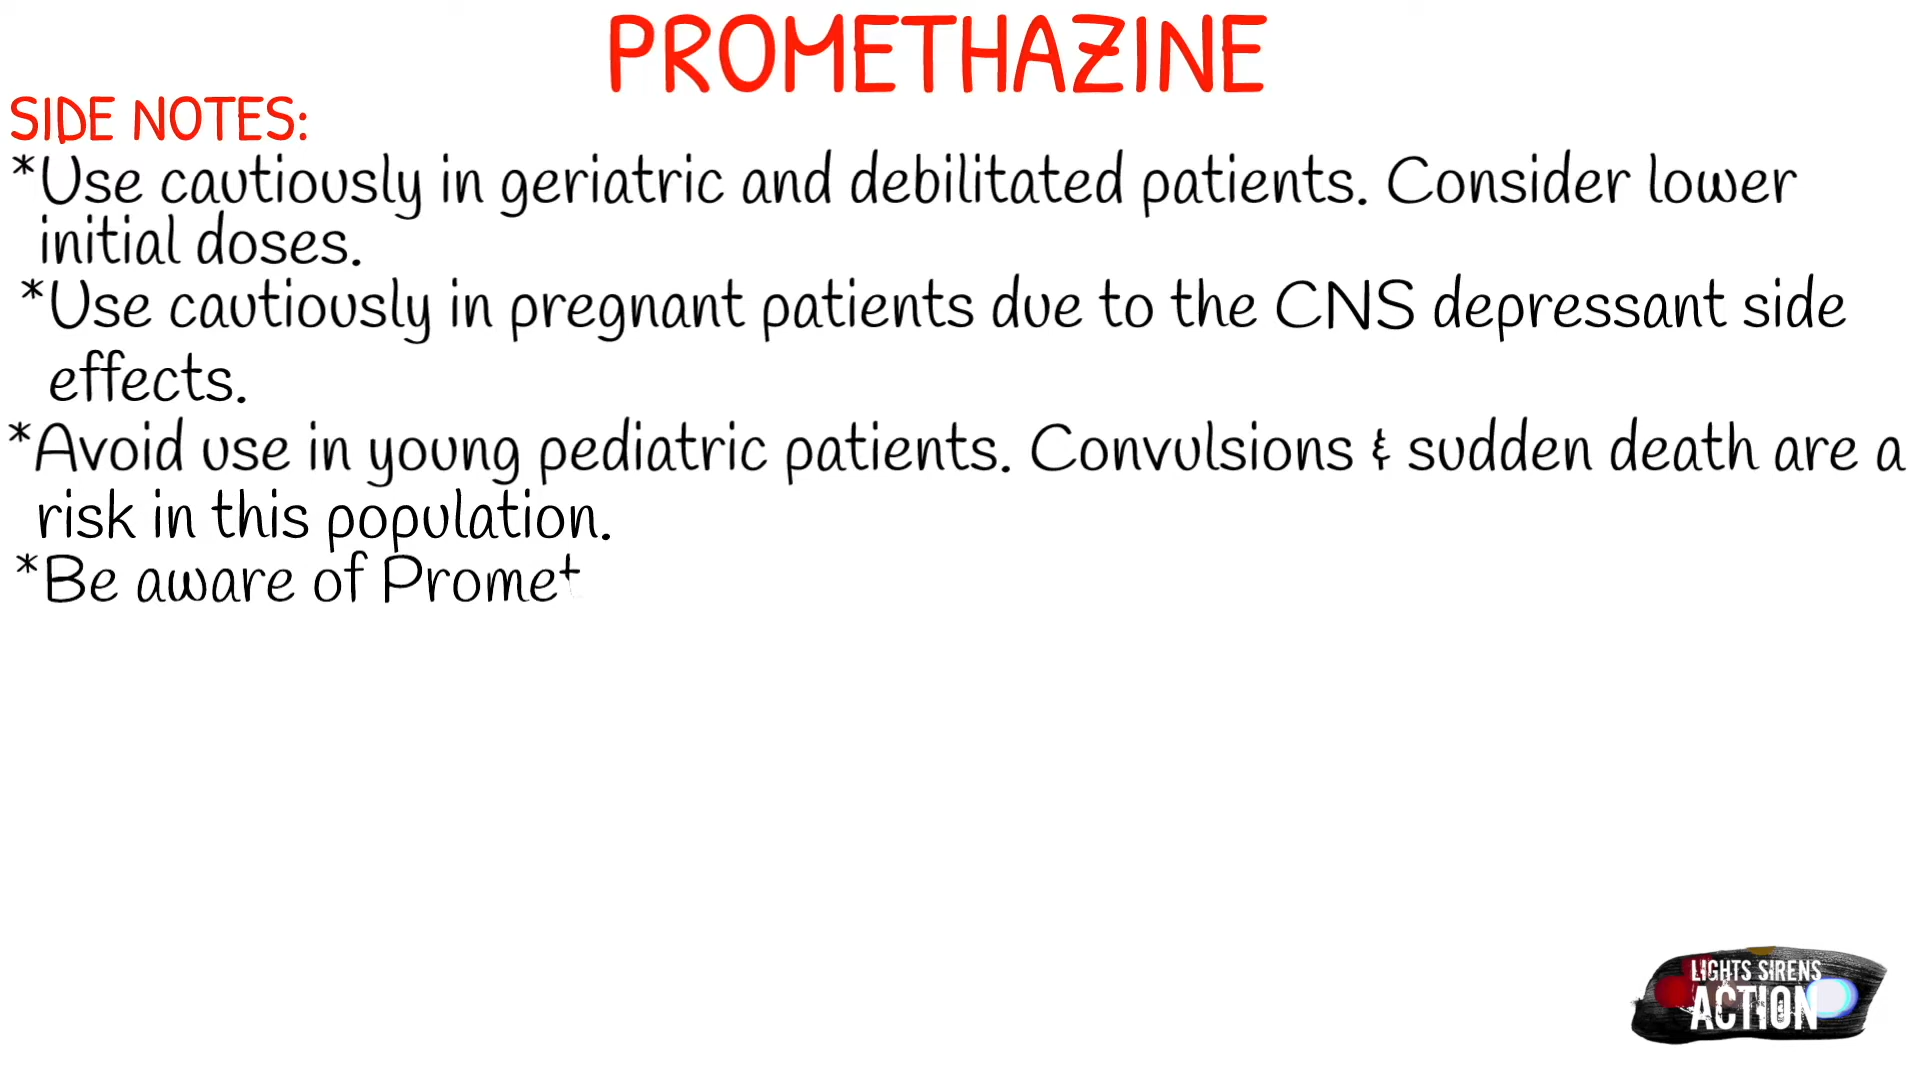 PROMETHAZINE
SIDE NOTES:
*Use cautiously in geriatric and debilitated patients. Consider lower
initial doses.
*Use cautiously in pregnant patients due to the CNS depressant side
effects.
*Avoid use in young pediatric patients. Convulsions & sudden death are a
risk in this population.
*Be aware of Promet
LIGHTS SIRENS
ACTION